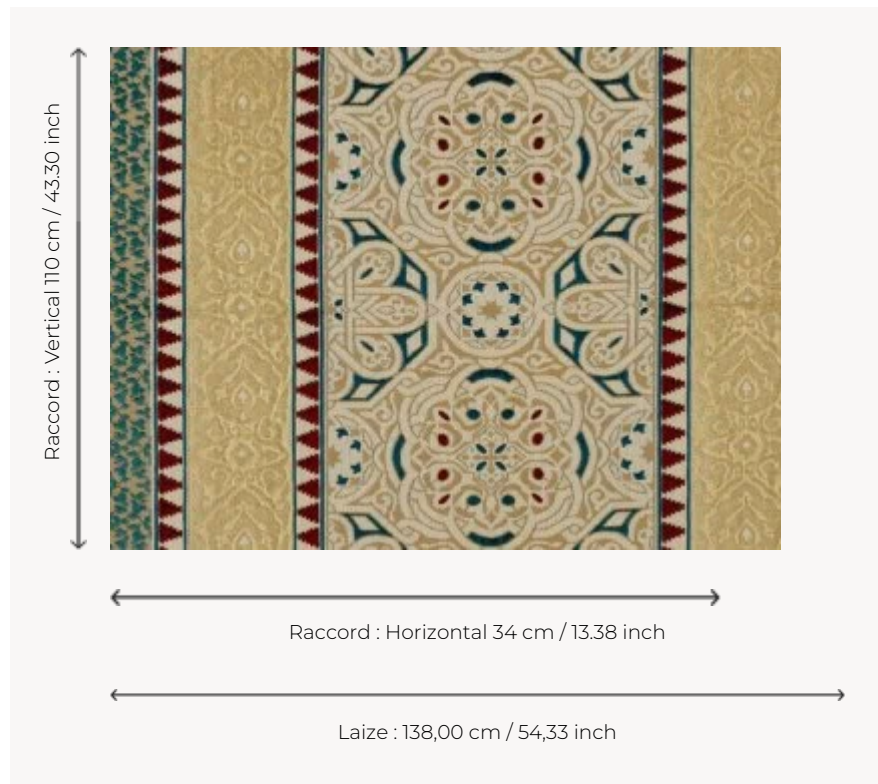 Raccord : Vertical 110 cm / 43.30 inch
Raccord : Horizontal 34 cm / 13.38 inch
Laize : 138,00 cm / 54,33 inch